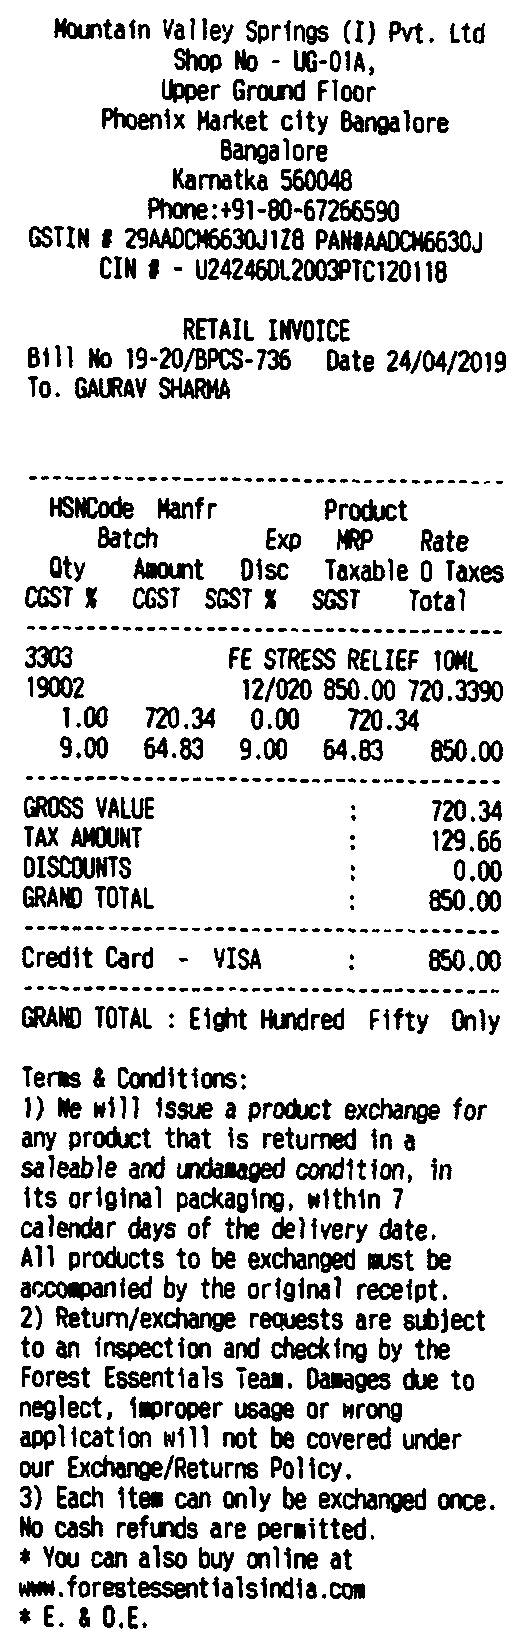 Mountain Valley Springs (I) Pvt. Ltd
Shop No - UG-01A,
Upper Ground Floor
Phoenix Market city Bangalore
Bangalore
Karnatka 560048
Phone:+91-80-67266590
GSTIN # 29AADCM6630J1Z8 PAN#AADCM6630J
CIN # - U24246DL2003PTC120118
RETAIL INVOICE
Bill No 19-20/BPCS-736 Date 24/04/2019
To. GAURAV SHARMA
HSNCode Manfr Product
Batch Exp MRP Rate
Qty Amount Disc Taxable O Taxes
CGST % CGST SGST % SGST Total
3303 FE STRESS RELIEF 10ML
19002 12/020 850.00 720.3390
1.00 720.34 0.00 720.34
9.00 64.83 9.00 64.83 850.00
GROSS VALUE : 720.34
TAX AMOUNT : 129.66
DISCOUNTS : 0.00
GRAND TOTAL : 850.00
Credit Card - VISA : 850.00
GRAND TOTAL : Eight Hundred Fifty Only
Terms & Conditions:
1) We will issue a product exchange for
any product that is returned in a
saleable and undamaged condition, in
its original packaging, within 7
calendar days of the delivery date.
All products to be exchanged must be
accompanied by the original receipt.
2) Return/exchange requests are subject
to an inspection and checking by the
Forest Essentials Team. Damages due to
neglect, improper usage or wrong
application will not be covered under
our Exchange/Returns Policy.
3) Each item can only be exchanged once.
No cash refunds are permitted.
* You can also buy online at
www.forestessentialsindia.com
* E. & O.E.